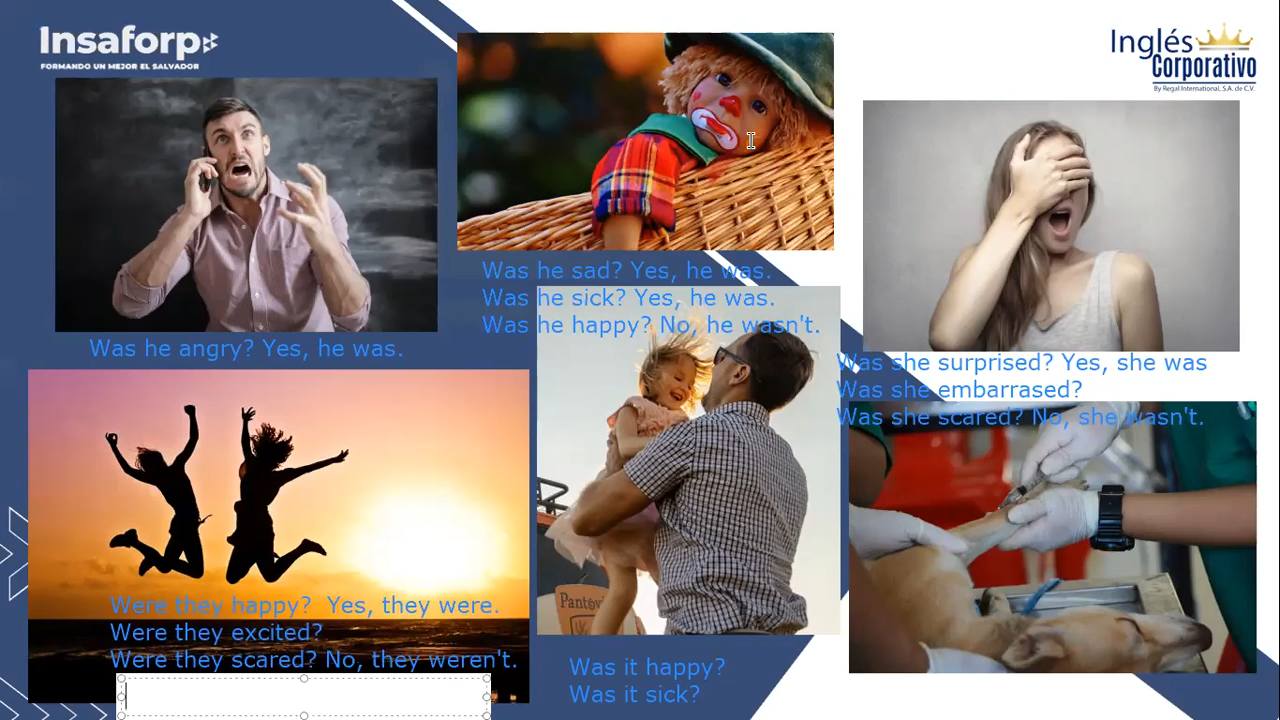 Insaforp
FORMANDO UN MEJOR EL SALVADOR
Inglés
Corporativo
By Regal International, S.A. de C.V.
Was he angry? Yes, he was.
Was he sad? Yes, he was.
Was he sick? Yes, he was.
Was he happy? No, he wasn't.
Was she surprised? Yes, she was
Was she embarrased?
Was she scared? No, she wasn't.
Were they happy?  Yes, they were.
Were they excited?
Were they scared? No, they weren't.
Was it happy?
Was it sick?